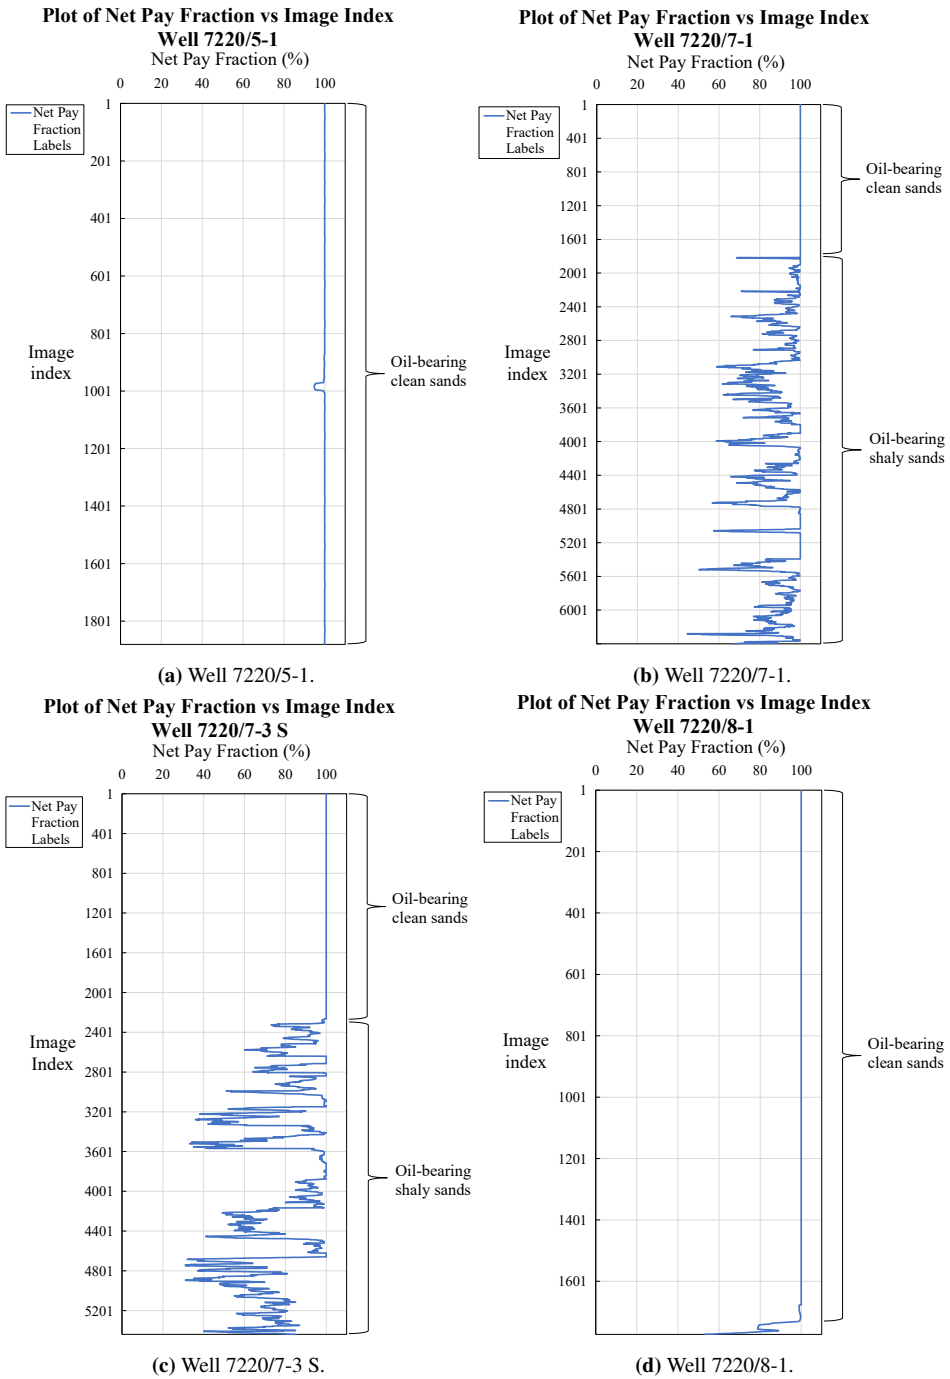 Plot of Net Pay Fraction vs Image Index
Well 7220/5-1
Net Pay Fraction (%)
0 20 40 60 80 100
1
201
401
601
801
1001
1201
1401
1601
1801
Net Pay
Fraction
Labels
Image
index
Oil-bearing
clean sands
(a) Well 7220/5-1.
Plot of Net Pay Fraction vs Image Index
Well 7220/7-1
Net Pay Fraction (%)
0 20 40 60 80 100
1
401
801
1201
1601
2001
2401
2801
3201
3601
4001
4401
4801
5201
5601
6001
Net Pay
Fraction
Labels
Image
index
Oil-bearing
clean sands
Oil-bearing
shaly sands
(b) Well 7220/7-1.
Plot of Net Pay Fraction vs Image Index
Well 7220/7-3 S
Net Pay Fraction (%)
0 20 40 60 80 100
1
401
801
1201
1601
2001
2401
2801
3201
3601
4001
4401
4801
5201
Net Pay
Fraction
Labels
Image
Index
Oil-bearing
clean sands
Oil-bearing
shaly sands
(c) Well 7220/7-3 S.
Plot of Net Pay Fraction vs Image Index
Well 7220/8-1
Net Pay Fraction (%)
0 20 40 60 80 100
1
201
401
601
801
1001
1201
1401
1601
Net Pay
Fraction
Labels
Image
index
Oil-bearing
clean sands
(d) Well 7220/8-1.